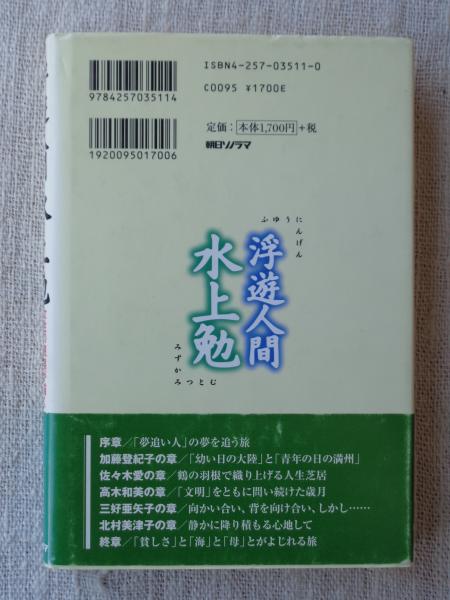 ISBN4-257-03511-0
C0095 ¥1700E
9784257035114
定価：本体1,700円+税
朝日ソノラマ
1920095017006
ふゆうにんげん
浮遊人間
水上勉
みずかみつとむ
序章／「夢追い人」の夢を追う旅
加藤登紀子の章／「幼い日の大陸」と「青年の日の満州」
佐々木愛の章／鶴の羽根で織り上げる人生芝居
高木和美の章／「文明」をともに問い続けた歳月
三好亜矢子の章／向かい合い、背を向け合い、しかし……
北村美津子の章／静かに降り積もる心地して
終章／「貧しさ」と「海」と「母」とがよじれる旅